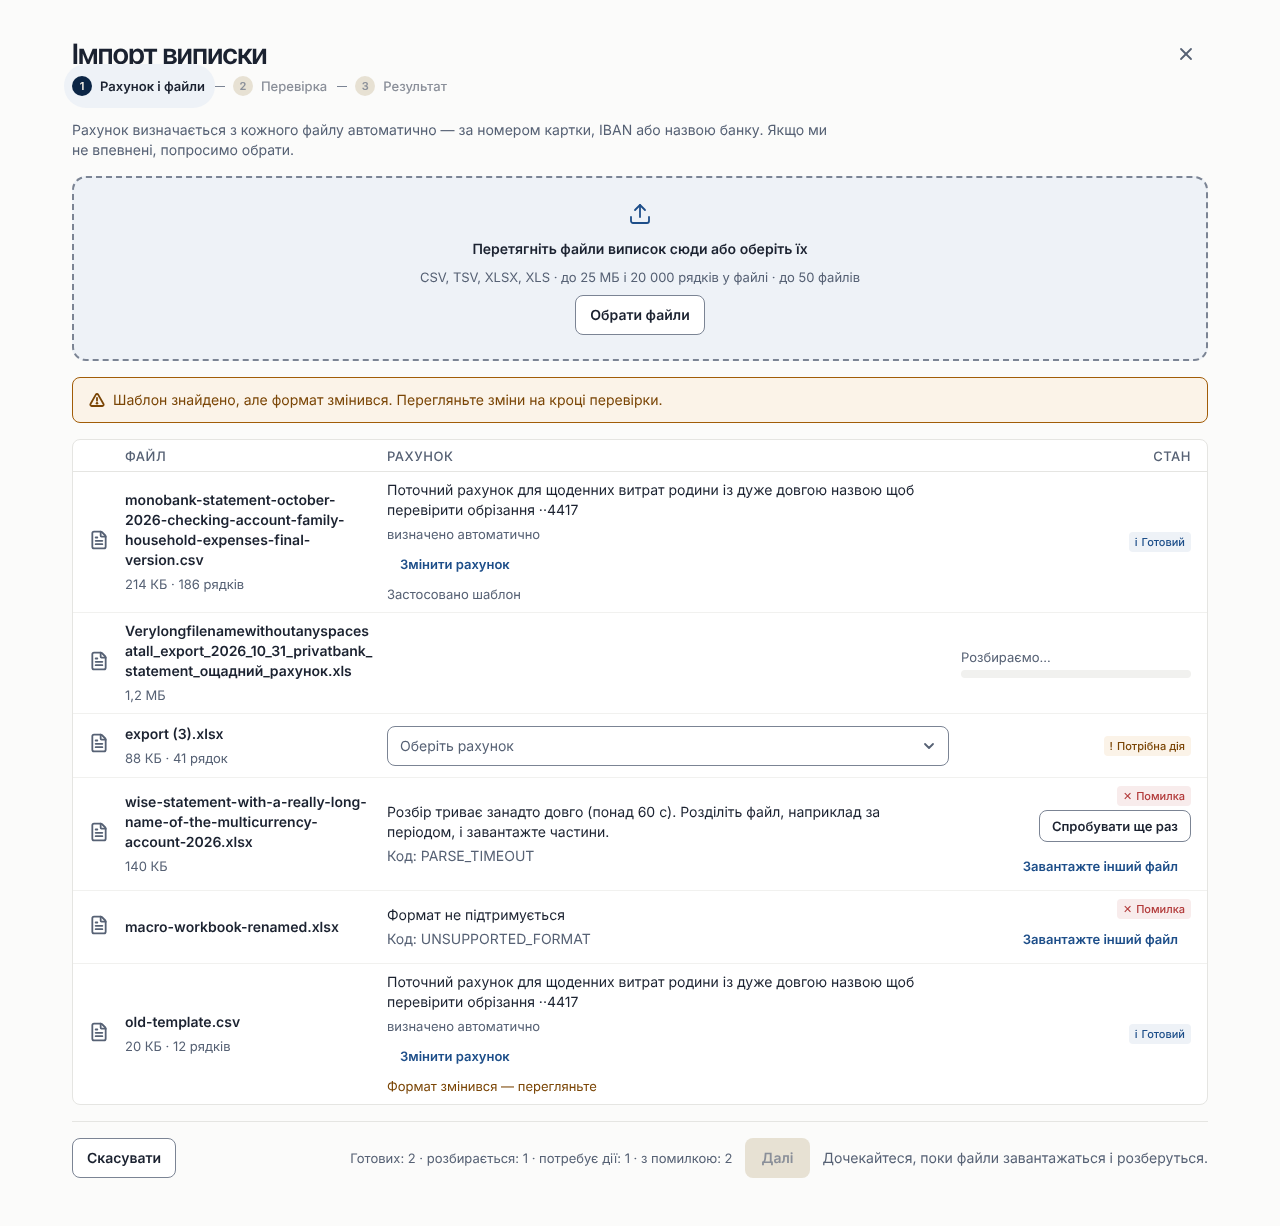 Імпорт виписки
1 Рахунок і файли — 2 Перевірка — 3 Результат
Рахунок визначається з кожного файлу автоматично — за номером картки, IBAN або назвою банку. Якщо ми
не впевнені, попросимо обрати.
Перетягніть файли виписок сюди або оберіть їх
CSV, TSV, XLSX, XLS · до 25 МБ і 20 000 рядків у файлі · до 50 файлів
Обрати файли
Шаблон знайдено, але формат змінився. Перегляньте зміни на кроці перевірки.
ФАЙЛ РАХУНОК СТАН
monobank-statement-october-
2026-checking-account-family-
household-expenses-final-
version.csv
214 КБ · 186 рядків
Поточний рахунок для щоденних витрат родини із дуже довгою назвою щоб
перевірити обрізання ··4417
визначено автоматично
Змінити рахунок
Застосовано шаблон
i Готовий
Verylongfilenamewithoutanyspaces
atall_export_2026_10_31_privatbank_
statement_ощадний_рахунок.xls
1,2 МБ
Розбираємо...
export (3).xlsx
88 КБ · 41 рядок
Оберіть рахунок
! Потрібна дія
wise-statement-with-a-really-long-
name-of-the-multicurrency-
account-2026.xlsx
140 КБ
Розбір триває занадто довго (понад 60 с). Розділіть файл, наприклад за
періодом, і завантажте частини.
Код: PARSE_TIMEOUT
× Помилка
Спробувати ще раз
Завантажте інший файл
macro-workbook-renamed.xlsx
Формат не підтримується
Код: UNSUPPORTED_FORMAT
× Помилка
Завантажте інший файл
old-template.csv
20 КБ · 12 рядків
Поточний рахунок для щоденних витрат родини із дуже довгою назвою щоб
перевірити обрізання ··4417
визначено автоматично
Змінити рахунок
Формат змінився — перегляньте
i Готовий
Скасувати
Готових: 2 · розбирається: 1 · потребує дії: 1 · з помилкою: 2
Далі
Дочекайтеся, поки файли завантажаться і розберуться.